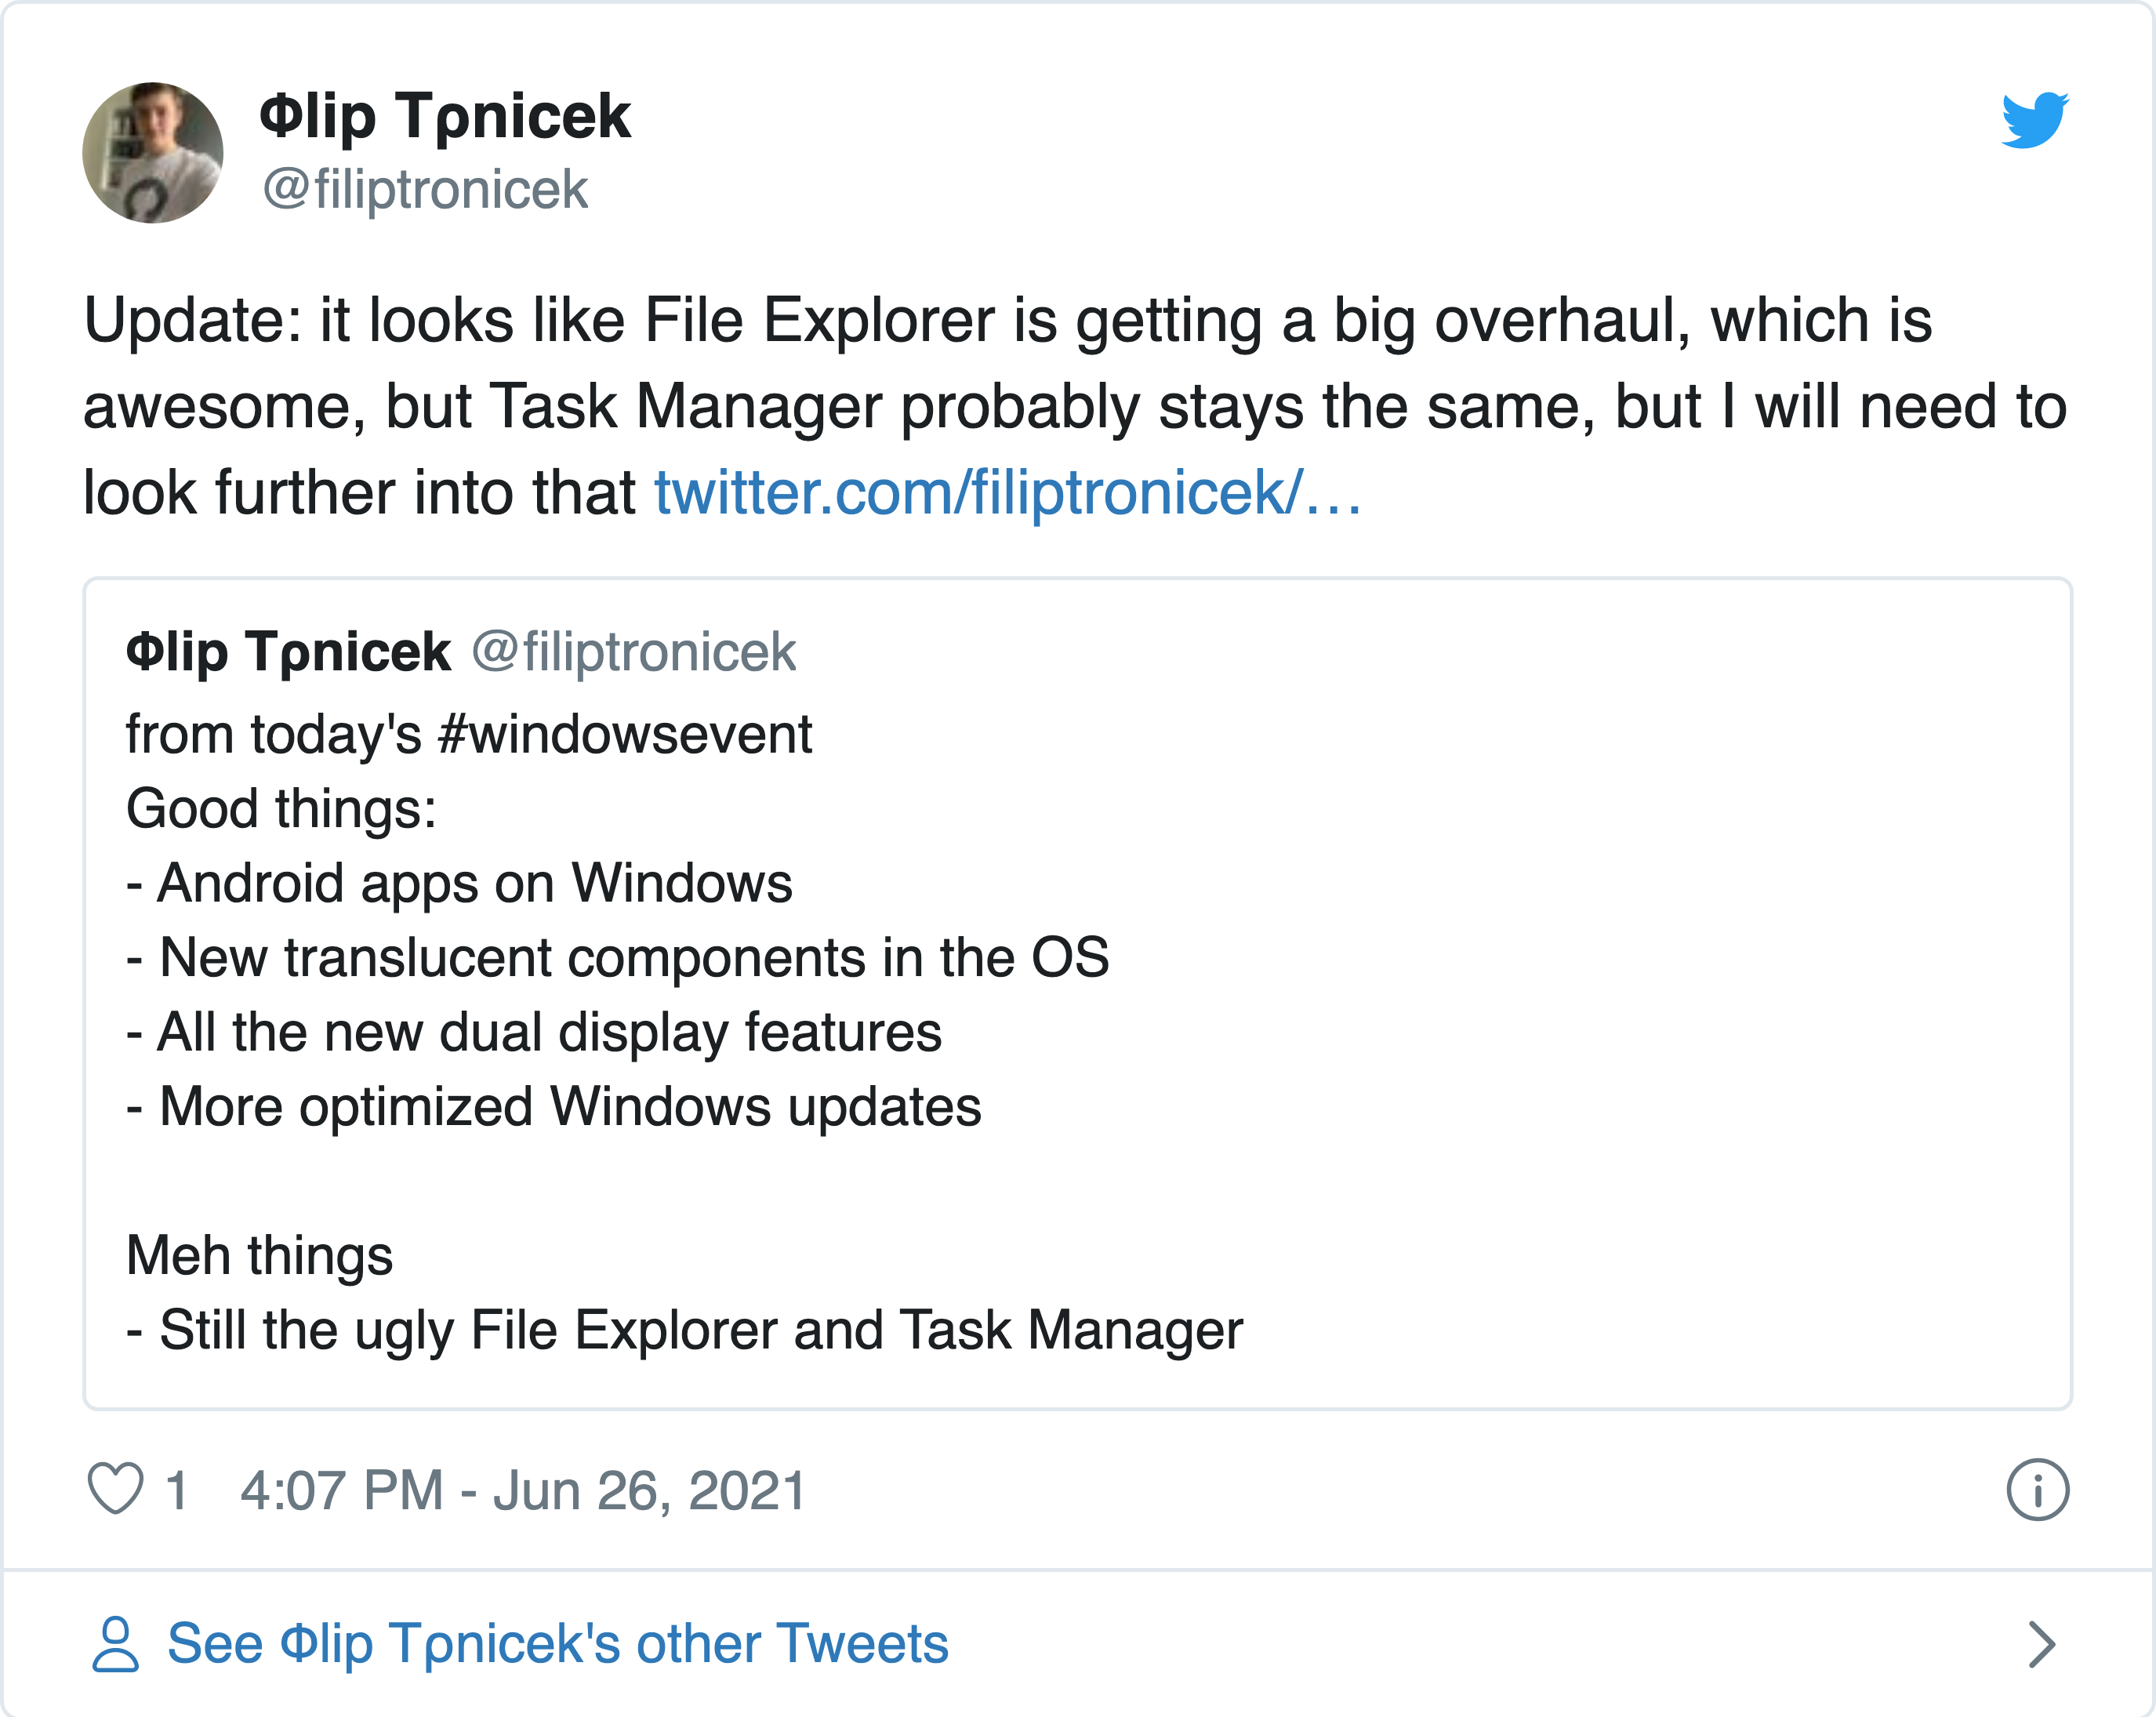 Φlip Tρnicek
@filiptronicek
Update: it looks like File Explorer is getting a big overhaul, which is
awesome, but Task Manager probably stays the same, but I will need to
look further into that twitter.com/filiptronicek/…
Φlip Tρnicek @filiptronicek
from today's #windowsevent
Good things:
- Android apps on Windows
- New translucent components in the OS
- All the new dual display features
- More optimized Windows updates
Meh things
- Still the ugly File Explorer and Task Manager
1 4:07 PM - Jun 26, 2021
See Φlip Tρnicek's other Tweets